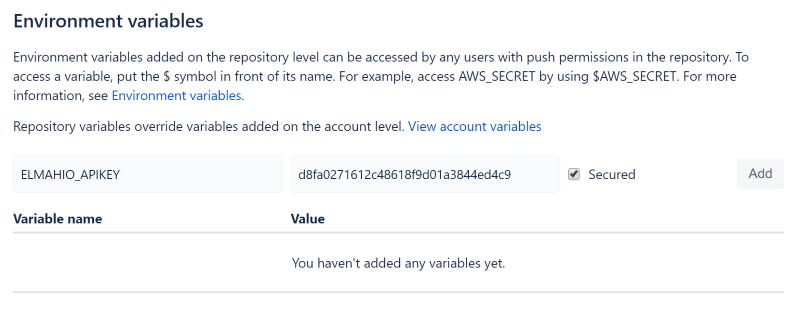 Environment variables
Environment variables added on the repository level can be accessed by any users with push permissions in the repository. To
access a variable, put the $ symbol in front of its name. For example, access AWS_SECRET by using $AWS_SECRET. For more
information, see Environment variables.
Repository variables override variables added on the account level. View account variables
ELMAHIO_APIKEY d8fa0271612c48618f9d01a3844ed4c9 Secured Add
Variable name Value
You haven't added any variables yet.